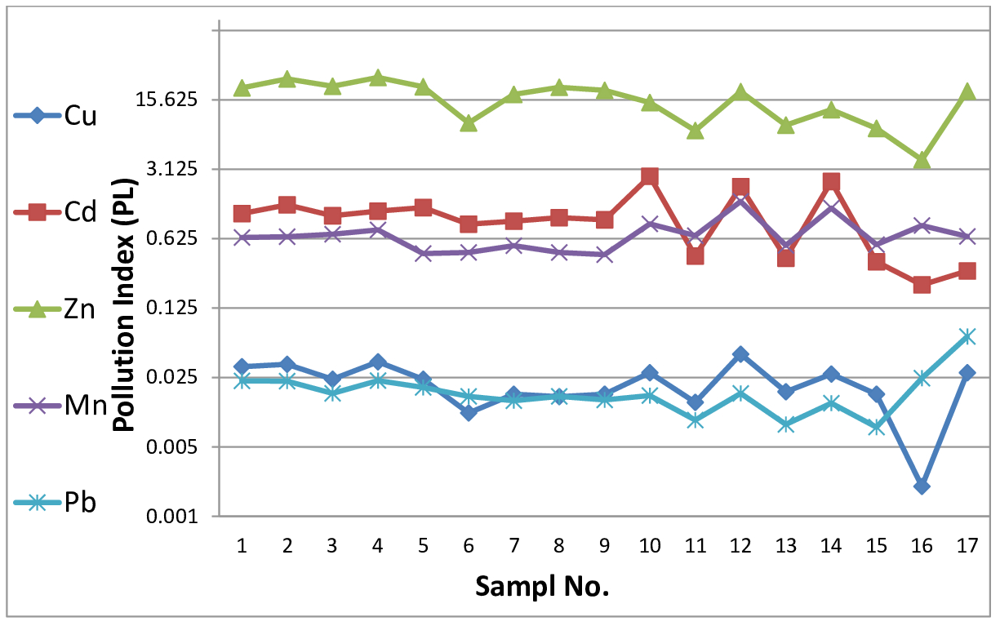 Cu
Cd
Zn
Mn
Pb
Pollution Index (PL)
15.625
3.125
0.625
0.125
0.025
0.005
0.001
1 2 3 4 5 6 7 8 9 10 11 12 13 14 15 16 17
Sampl No.